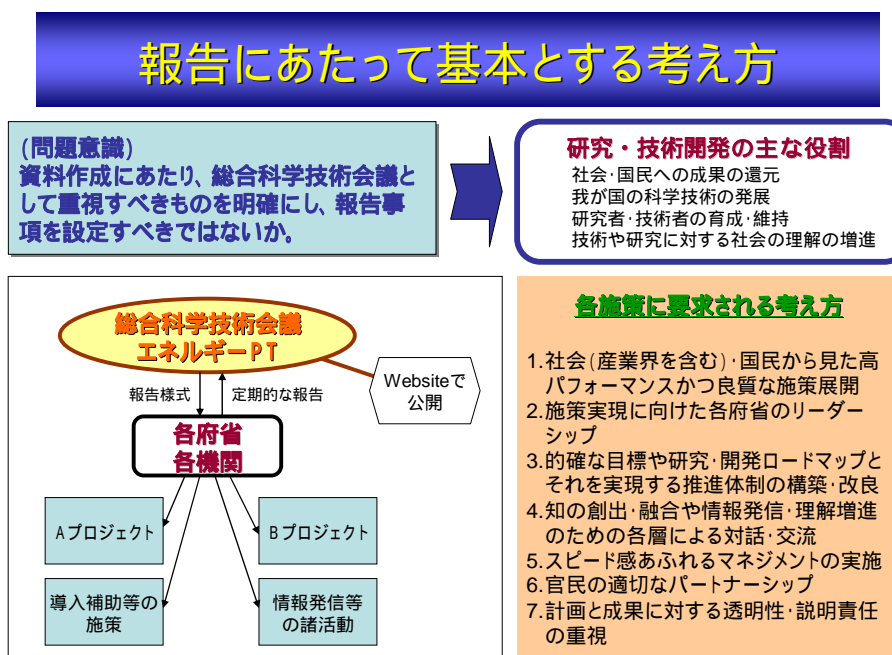 報告にあたって基本とする考え方
(問題意識)
資料作成にあたり、総合科学技術会議と
して重視すべきものを明確にし、報告事
項を設定すべきではないか。
研究・技術開発の主な役割
社会・国民への成果の還元
我が国の科学技術の発展
研究者・技術者の育成・維持
技術や研究に対する社会の理解の増進
総合科学技術会議
エネルギーPT
報告様式
定期的な報告
Websiteで
公開
各府省
各機関
Aプロジェクト
Bプロジェクト
導入補助等の
施策
情報発信等
の諸活動
各施策に要求される考え方
1.社会(産業界を含む)・国民から見た高
パフォーマンスかつ良質な施策展開
2.施策実現に向けた各府省のリーダー
シップ
3.的確な目標や研究・開発ロードマップと
それを実現する推進体制の構築・改良
4.知の創出・融合や情報発信・理解増進
のための各層による対話・交流
5.スピード感あふれるマネジメントの実施
6.官民の適切なパートナーシップ
7.計画と成果に対する透明性・説明責任
の重視